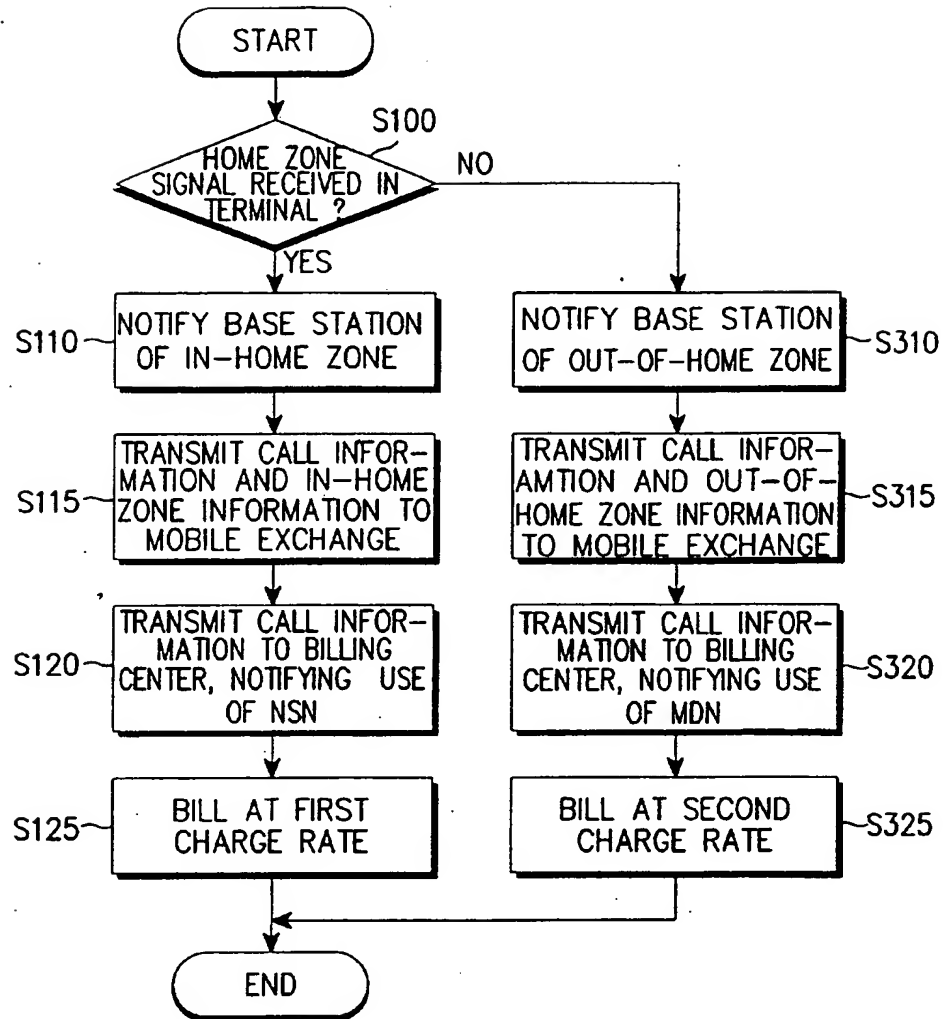 START
S100
HOME ZONE
SIGNAL RECEIVED IN
TERMINAL ?
NO
YES
S110
NOTIFY BASE STATION
OF IN-HOME ZONE
NOTIFY BASE STATION
OF OUT-OF-HOME ZONE
S310
S115
TRANSMIT CALL INFOR-
MATION AND IN-HOME
ZONE INFORMATION TO
MOBILE EXCHANGE
TRANSMIT CALL INFOR-
AMTION AND OUT-OF-
HOME ZONE INFORMATION
TO MOBILE EXCHANGE
S315
S120
TRANSMIT CALL INFOR-
MATION TO BILLING
CENTER, NOTIFYING USE
OF NSN
TRANSMIT CALL INFOR-
MATION TO BILLING
CENTER, NOTIFYING USE
OF MDN
S320
S125
BILL AT FIRST
CHARGE RATE
BILL AT SECOND
CHARGE RATE
S325
END